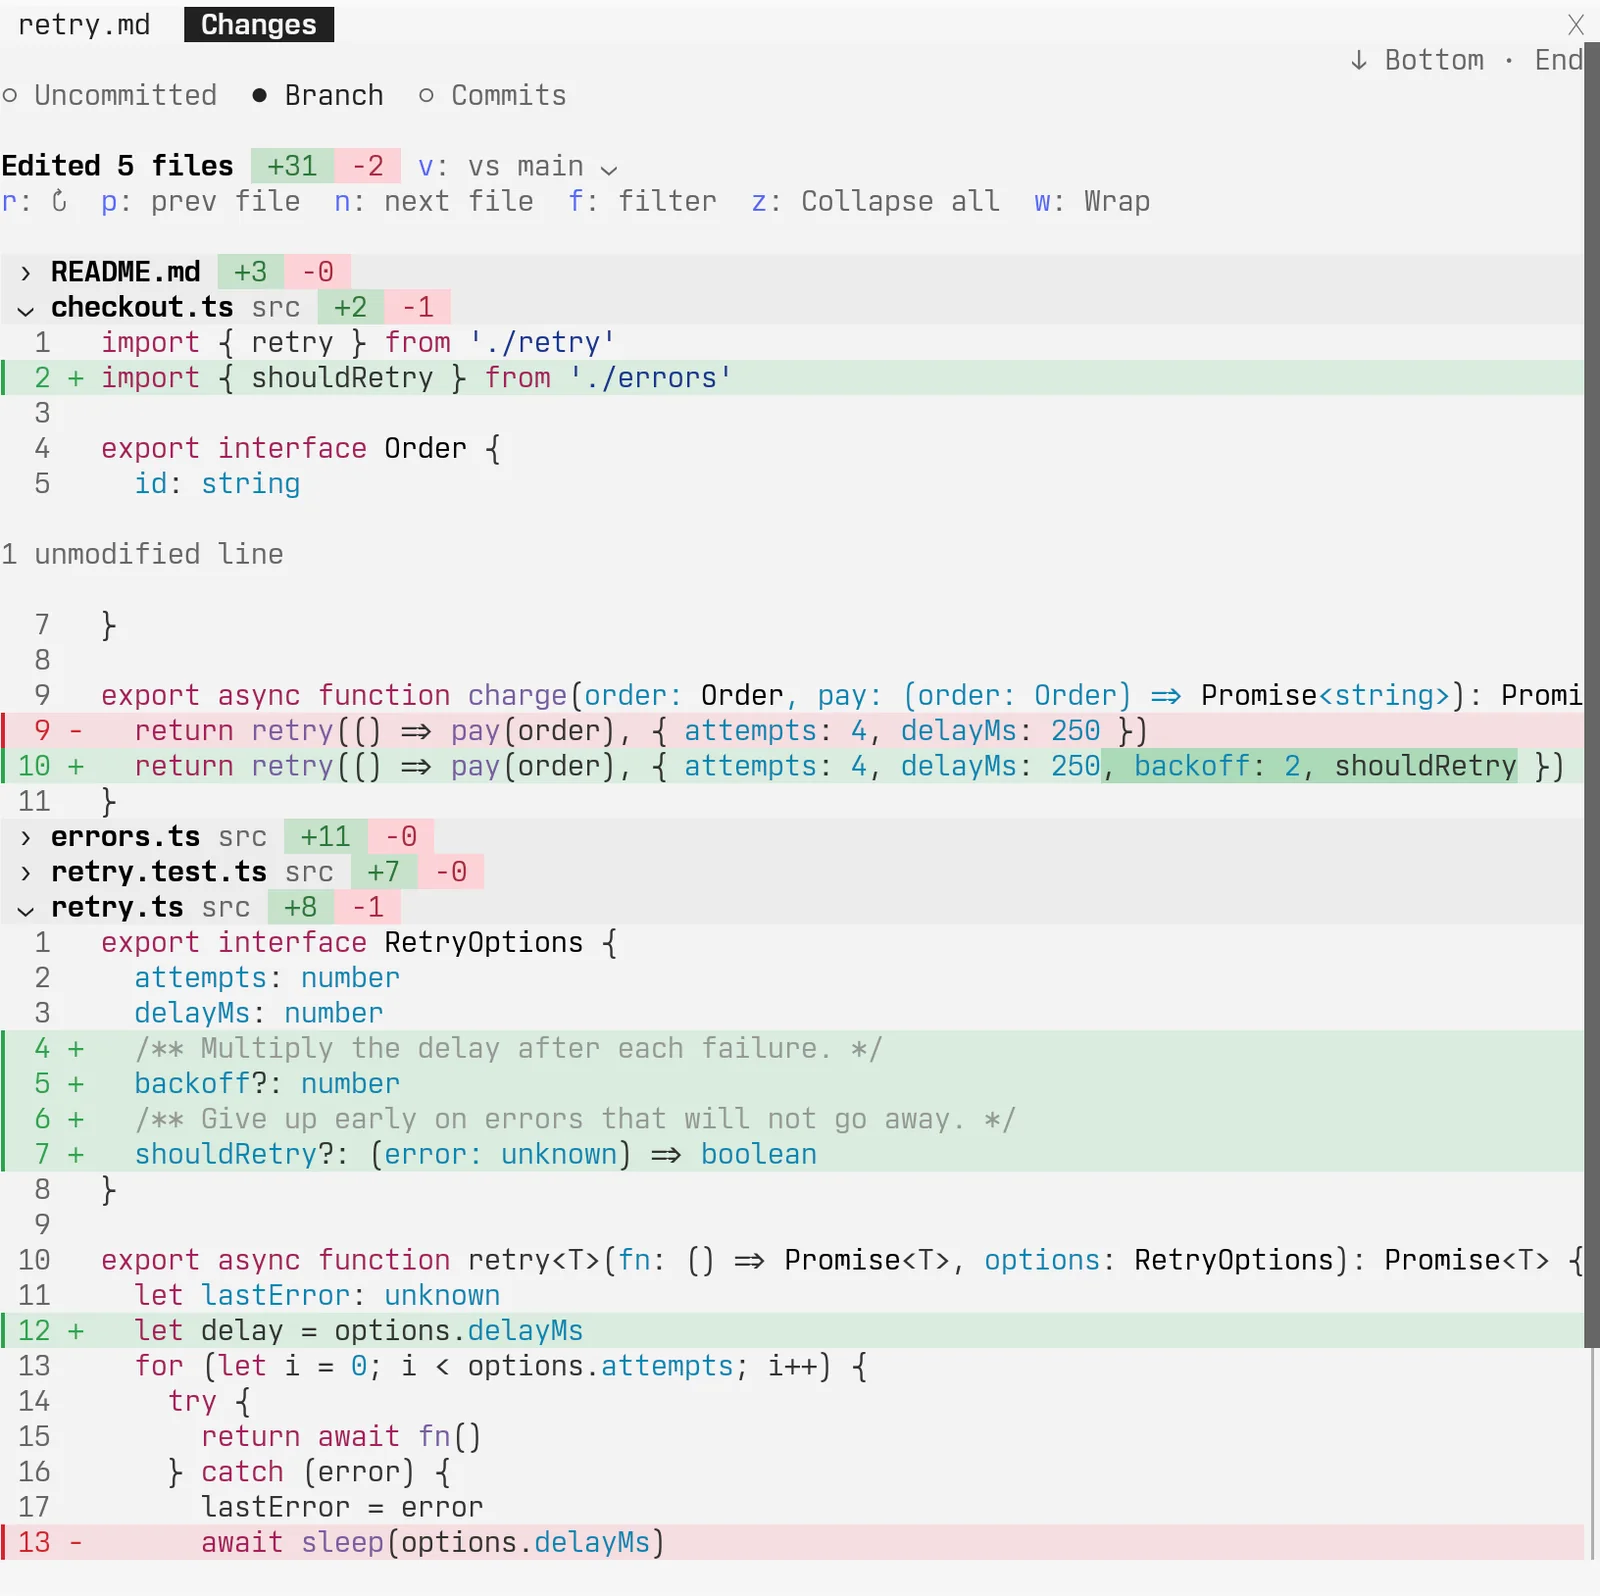 retry.md Changes X
↓ Bottom · End
○ Uncommitted ● Branch ○ Commits
Edited 5 files +31 -2 v: vs main ⌵
r: ↻ p: prev file n: next file f: filter z: Collapse all w: Wrap
› README.md +3 -0
⌵ checkout.ts src +2 -1
1 import { retry } from './retry'
2 + import { shouldRetry } from './errors'
3
4 export interface Order {
5 id: string
1 unmodified line
7 }
8
9 export async function charge(order: Order, pay: (order: Order) => Promise<string>): Promi
9 - return retry(() => pay(order), { attempts: 4, delayMs: 250 })
10 + return retry(() => pay(order), { attempts: 4, delayMs: 250, backoff: 2, shouldRetry })
11 }
› errors.ts src +11 -0
› retry.test.ts src +7 -0
⌵ retry.ts src +8 -1
1 export interface RetryOptions {
2 attempts: number
3 delayMs: number
4 + /** Multiply the delay after each failure. */
5 + backoff?: number
6 + /** Give up early on errors that will not go away. */
7 + shouldRetry?: (error: unknown) => boolean
8 }
9
10 export async function retry<T>(fn: () => Promise<T>, options: RetryOptions): Promise<T> {
11 let lastError: unknown
12 + let delay = options.delayMs
13 for (let i = 0; i < options.attempts; i++) {
14 try {
15 return await fn()
16 } catch (error) {
17 lastError = error
13 - await sleep(options.delayMs)